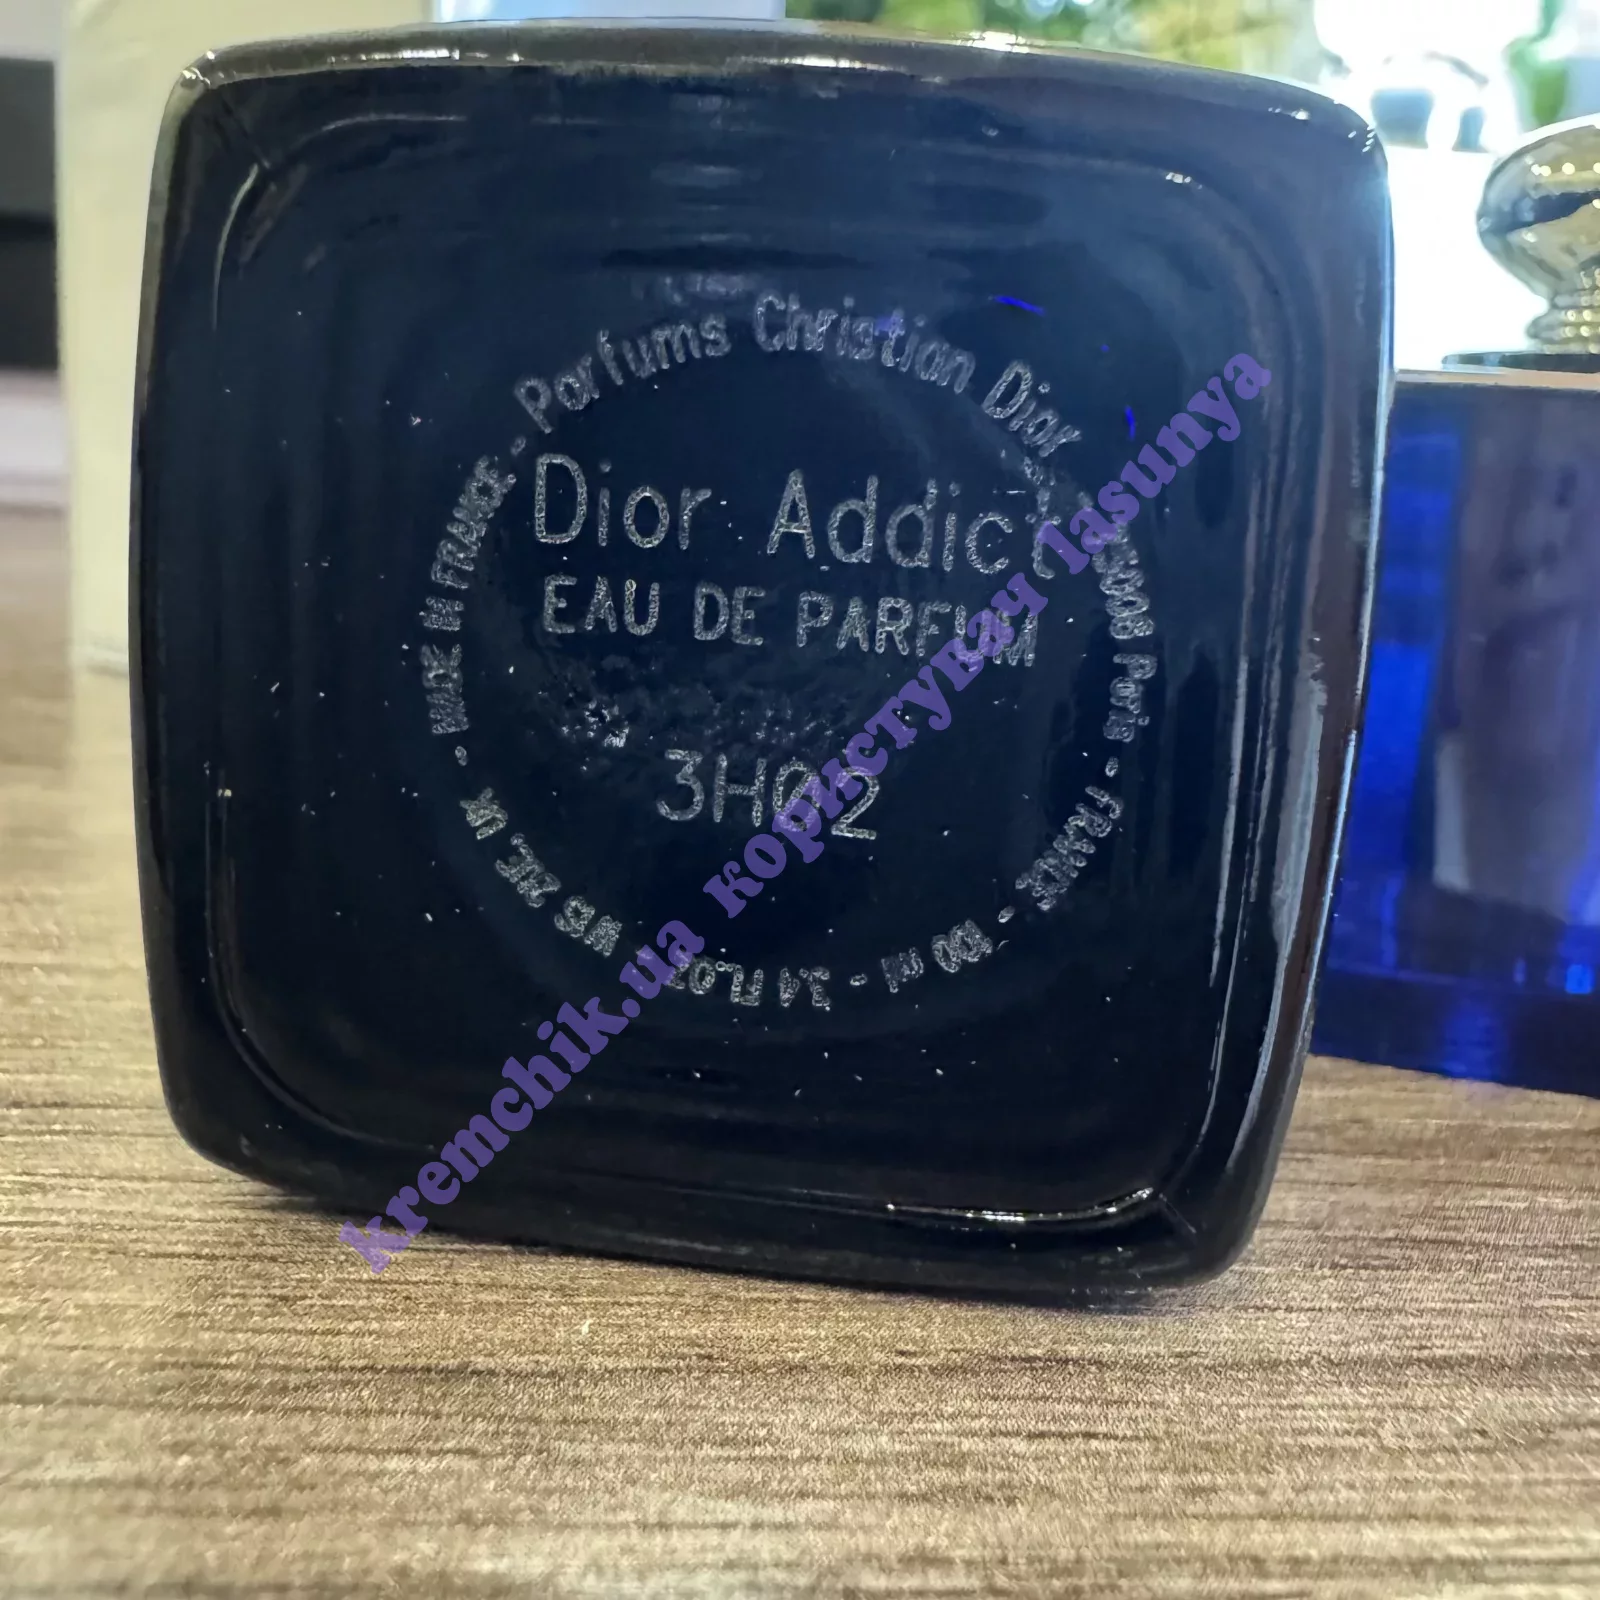 Parfums Christian Dior - 75008 Paris - FRANCE - 100 ml - 3.4 FL.OZ. - MADE IN FRANCE -
Dior Addict
EAU DE PARFUM
3H02
kremchik.ua користувач lasunya